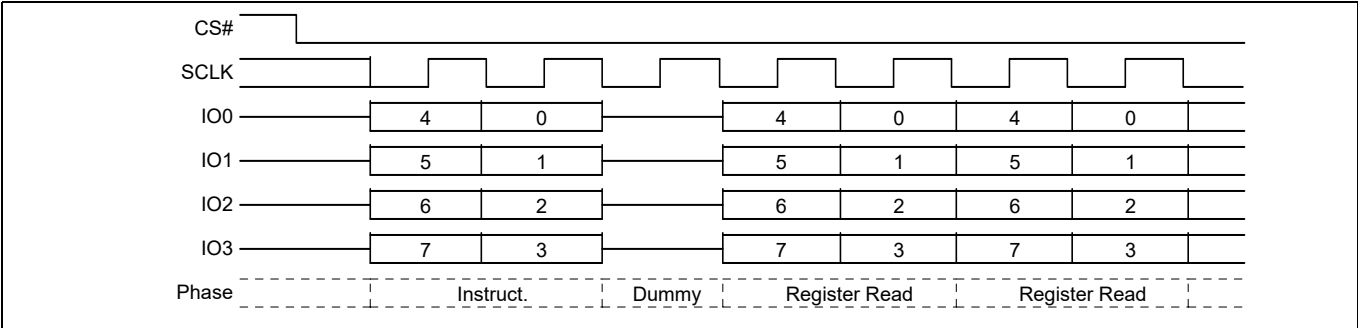 CS#
SCLK
IO0 4 0 4 0 4 0
IO1 5 1 5 1 5 1
IO2 6 2 6 2 6 2
IO3 7 3 7 3 7 3
Phase Instruct. Dummy Register Read Register Read